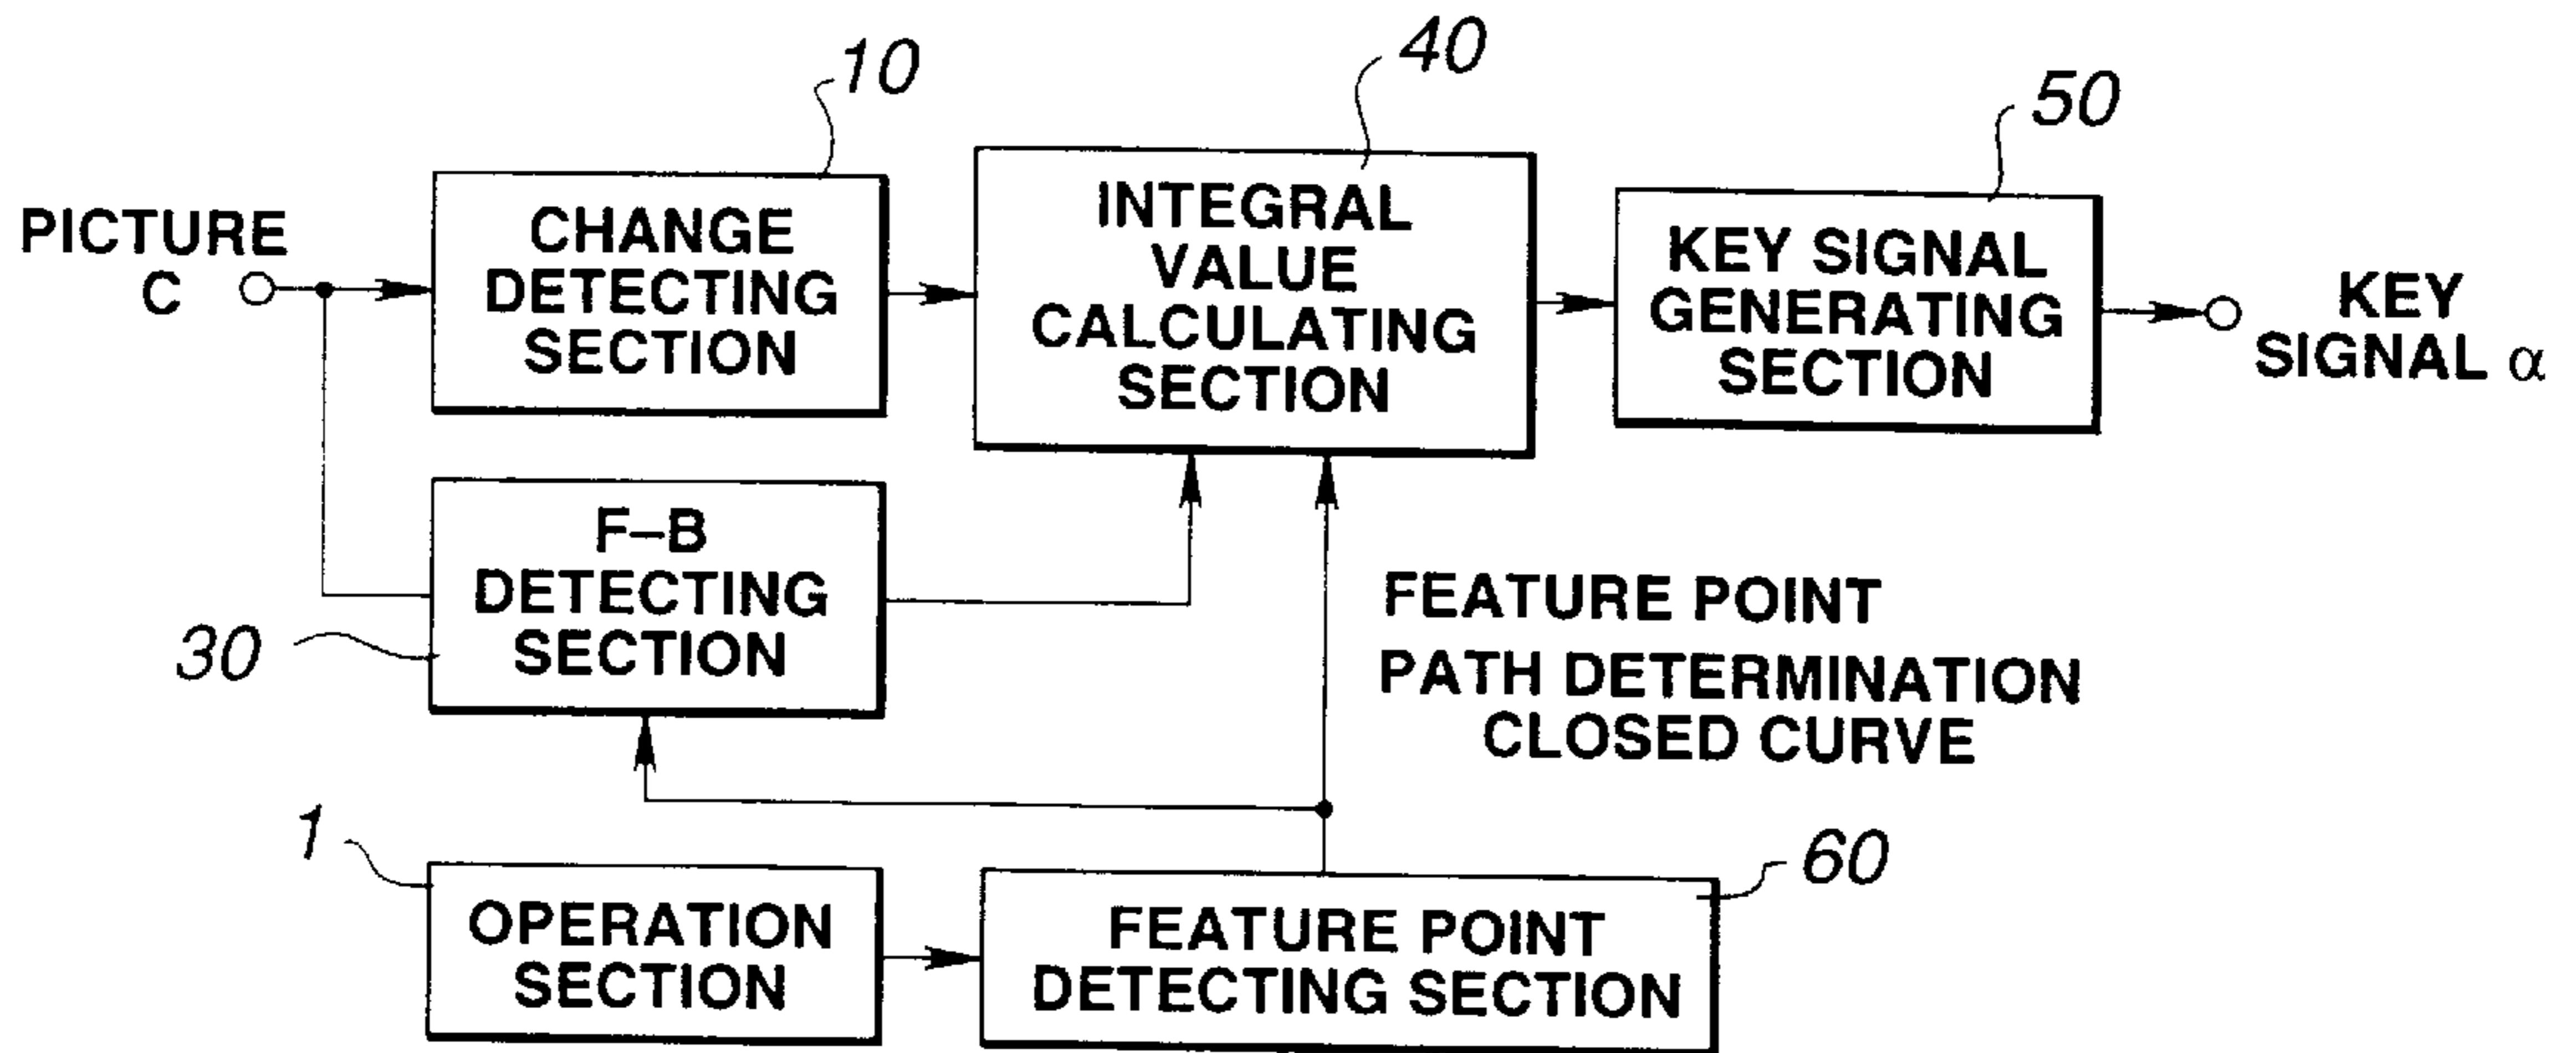 10
40
50
PICTURE
C
CHANGE
DETECTING
SECTION
INTEGRAL
VALUE
CALCULATING
SECTION
KEY SIGNAL
GENERATING
SECTION
KEY
SIGNAL α
F–B
DETECTING
SECTION
30
FEATURE POINT
PATH DETERMINATION
CLOSED CURVE
1
OPERATION
SECTION
60
FEATURE POINT
DETECTING SECTION